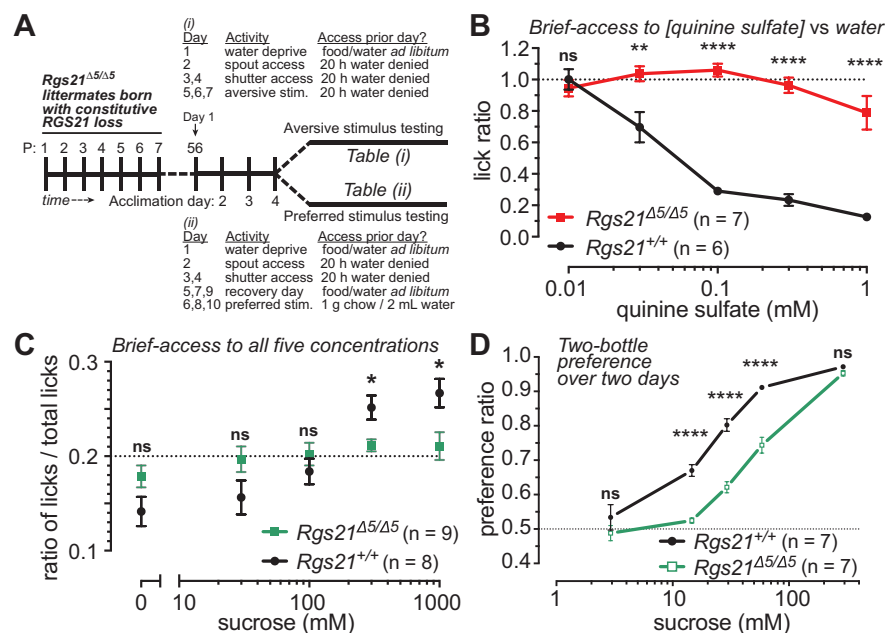 A
(i)
Day Activity Access prior day?
1 water deprive food/water ad libitum
2 spout access 20 h water denied
3,4 shutter access 20 h water denied
5,6,7 aversive stim. 20 h water denied
Rgs21Δ5/Δ5
littermates born
with constitutive
RGS21 loss
Day 1
P: 1 2 3 4 5 6 7 56
Aversive stimulus testing
Table (i)
Table (ii)
time Acclimation day: 2 3 4
Preferred stimulus testing
(ii)
Day Activity Access prior day?
1 water deprive food/water ad libitum
2 spout access 20 h water denied
3,4 shutter access 20 h water denied
5,7,9 recovery day food/water ad libitum
6,8,10 preferred stim. 1 g chow / 2 mL water
B
Brief-access to [quinine sulfate] vs water
ns ** **** **** ****
1.2
1.0
0.8
0.6
0.4
0.2
0.0
lick ratio
Rgs21Δ5/Δ5 (n = 7)
Rgs21+/+ (n = 6)
0.01 0.1 1
quinine sulfate (mM)
C
Brief-access to all five concentrations
0.3
0.2
0.1
ratio of licks / total licks
ns ns ns * *
Rgs21Δ5/Δ5 (n = 9)
Rgs21+/+ (n = 8)
0 10 100 1000
sucrose (mM)
D
Two-bottle
preference
over two days
ns **** **** **** ns
1.0
0.9
0.8
0.7
0.6
0.5
0.4
preference ratio
Rgs21+/+ (n = 7)
Rgs21Δ5/Δ5 (n = 7)
1 10 100
sucrose (mM)